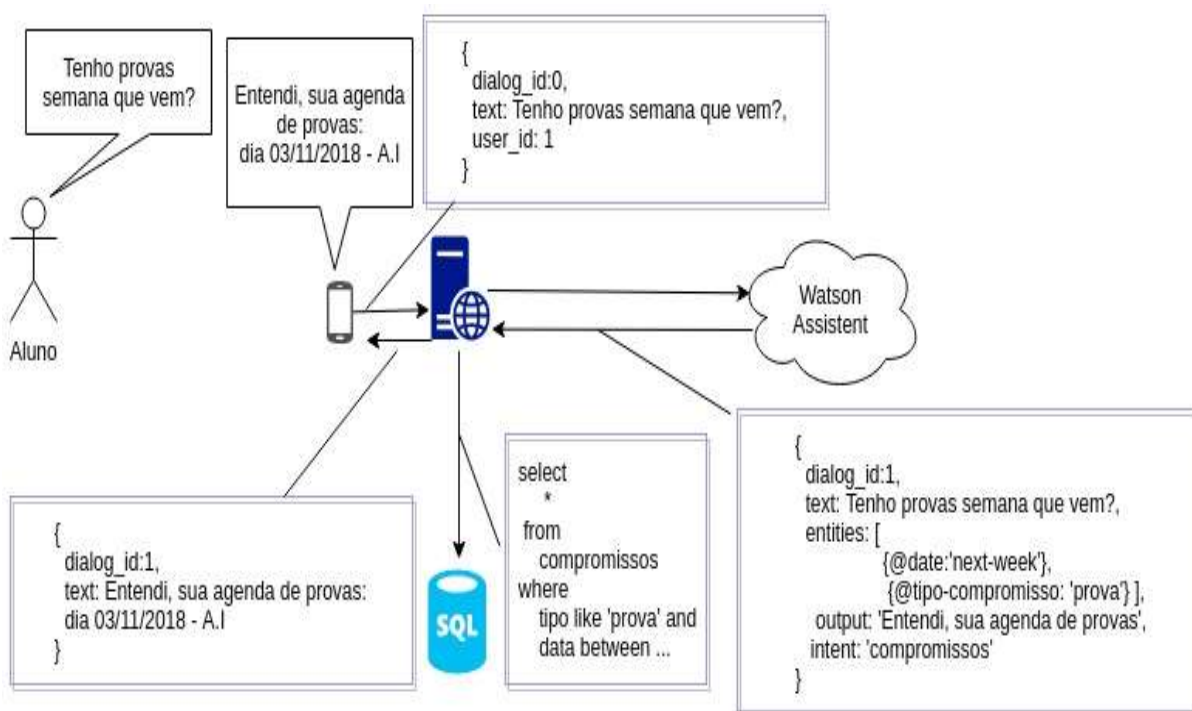 Tenho provas
semana que vem?
Entendi, sua agenda
de provas:
dia 03/11/2018 - A.I
{
dialog_id:0,
text: Tenho provas semana que vem?,
user_id: 1
}
Aluno
Watson
Assistent
{
dialog_id:1,
text: Entendi, sua agenda de provas:
dia 03/11/2018 - A.I
}
SQL
select
*
from
compromissos
where
tipo like 'prova' and
data between ...
{
dialog_id:1,
text: Tenho provas semana que vem?,
entities: [
{@date:'next-week'},
{@tipo-compromisso: 'prova'} ],
output: 'Entendi, sua agenda de provas',
intent: 'compromissos'
}